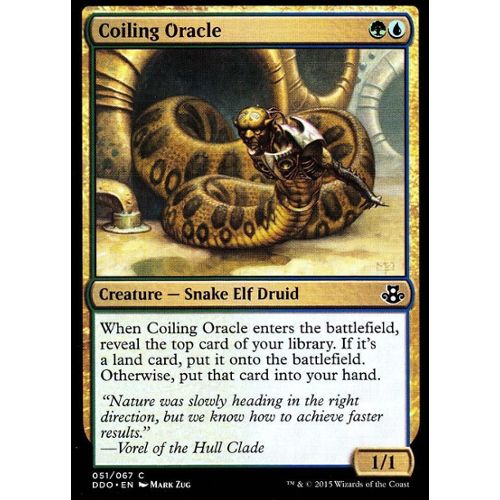 Coiling Oracle
Creature — Snake Elf Druid
When Coiling Oracle enters the battlefield,
reveal the top card of your library. If it's
a land card, put it onto the battlefield.
Otherwise, put that card into your hand.
"Nature was slowly heading in the right
direction, but we know how to achieve faster
results."
—Vorel of the Hull Clade
1/1
051/067 C
DDO • EN Mark Zug
™ & © 2015 Wizards of the Coast